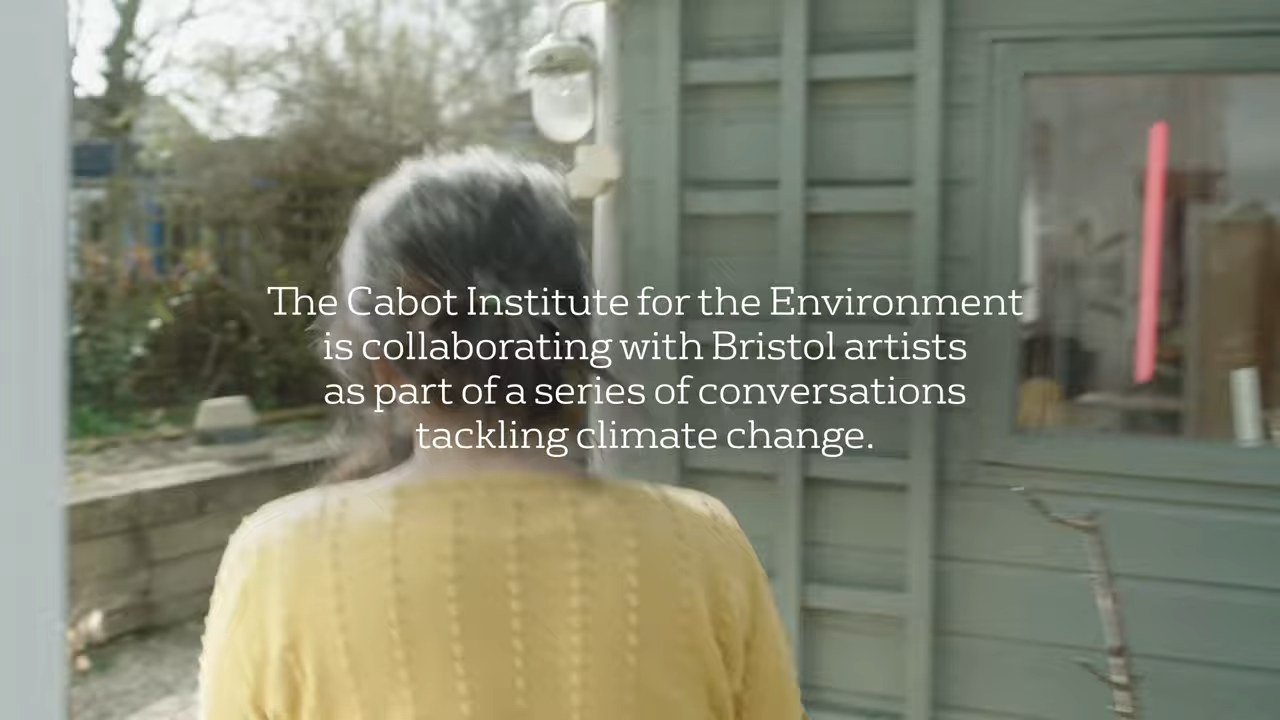 The Cabot Institute for the Environment
is collaborating with Bristol artists
as part of a series of conversations
tackling climate change.